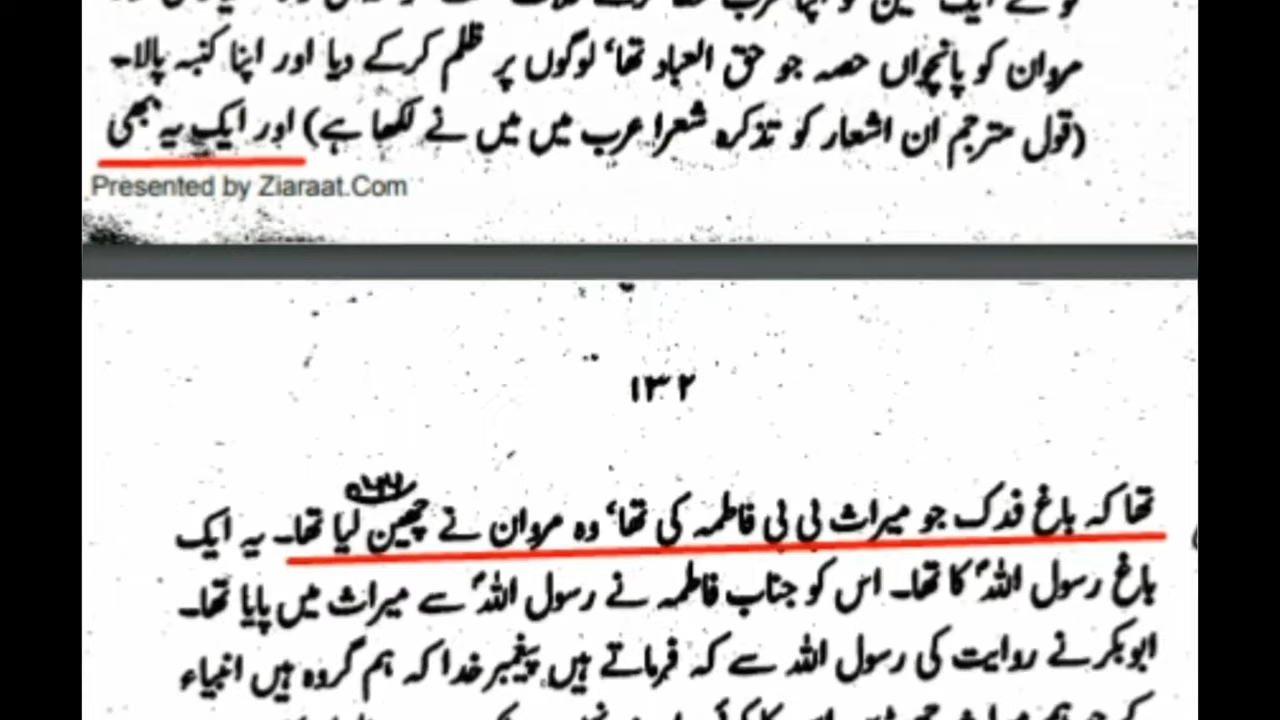 مروان کو پانچواں حصہ جو حق العباد تھا، لوگوں پر ظلم کرکے دیا اور اپنا کنبہ پالا۔
(قول مترجم ان اشعار کو تذکرہ شعرا عرب میں میں نے لکھا ہے) اور ایک یہ بھی
Presented by Ziaraat.Com
۱۳۲
تھا کہ باغ فدک جو میراث بی بی فاطمہ کی تھا، وہ مروان نے چھین لیا تھا۔ یہ ایک
باغ رسول اللہؐ کا تھا۔ اس کو جناب فاطمہ نے رسول اللہؐ سے میراث میں پایا تھا۔
ابوبکر نے روایت کی رسول اللہ سے کہ فرماتے ہیں پیغمبر خدا کہ ہم گروہ ہیں انبیاء